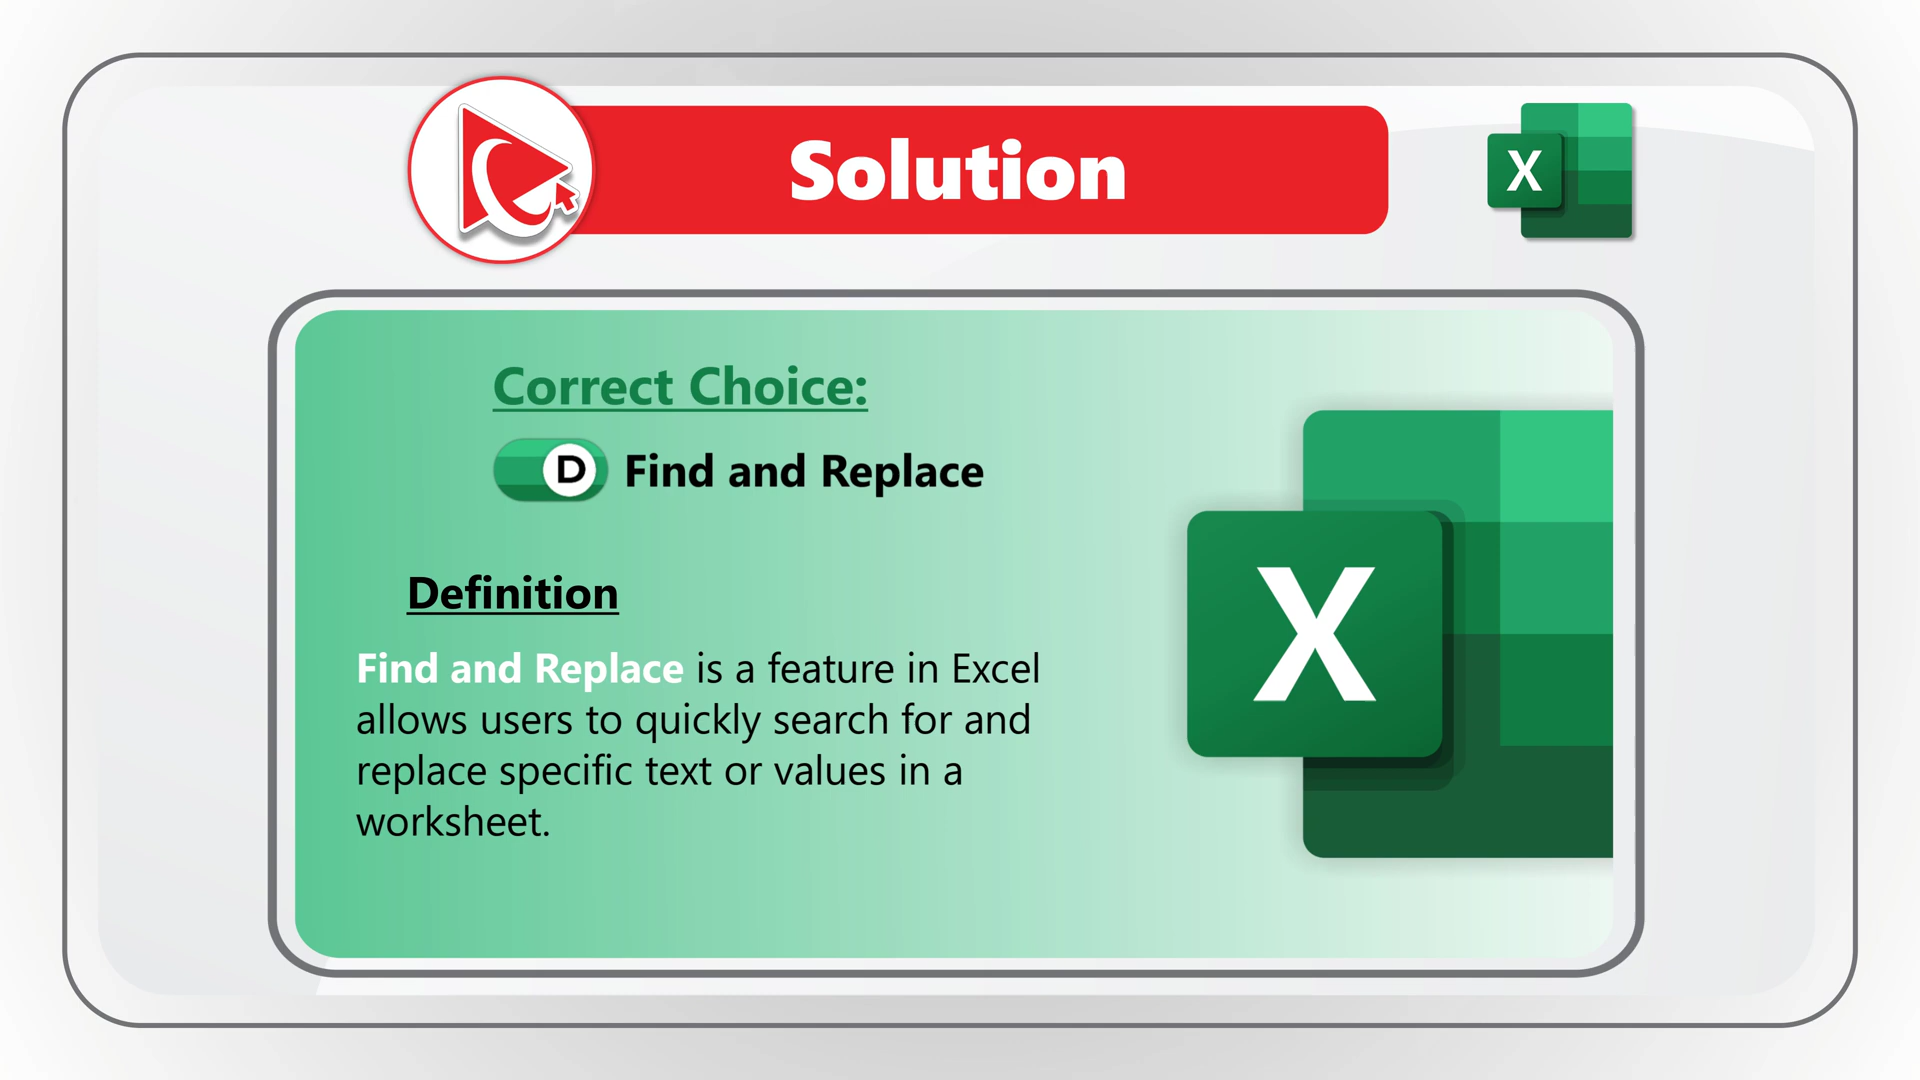 Solution
X
Correct Choice:
D Find and Replace
Definition
Find and Replace is a feature in Excel
allows users to quickly search for and
replace specific text or values in a
worksheet.
X